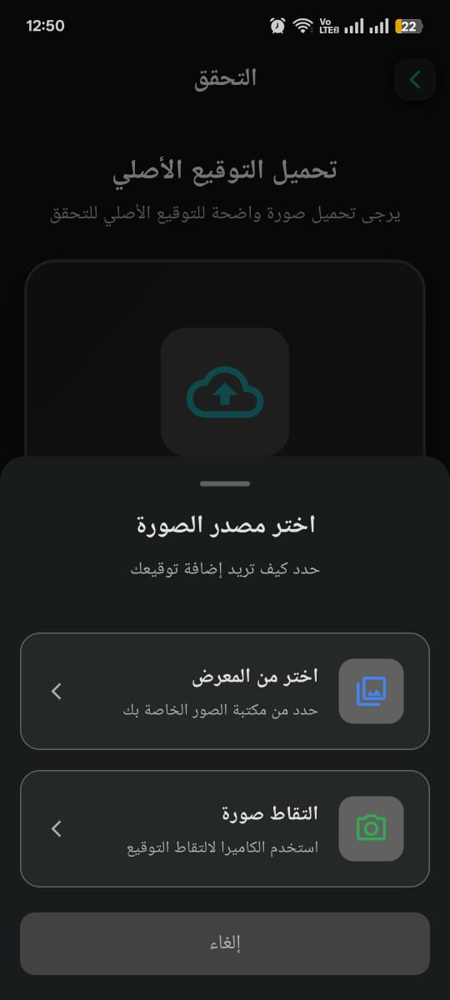 12:50
Vo
LTE
22
التحقق
تحميل التوقيع الأصلي
يرجى تحميل صورة واضحة للتوقيع الأصلي للتحقق
اختر مصدر الصورة
حدد كيف تريد إضافة توقيعك
اختر من المعرض
حدد من مكتبة الصور الخاصة بك
التقاط صورة
استخدم الكاميرا لالتقاط التوقيع
إلغاء